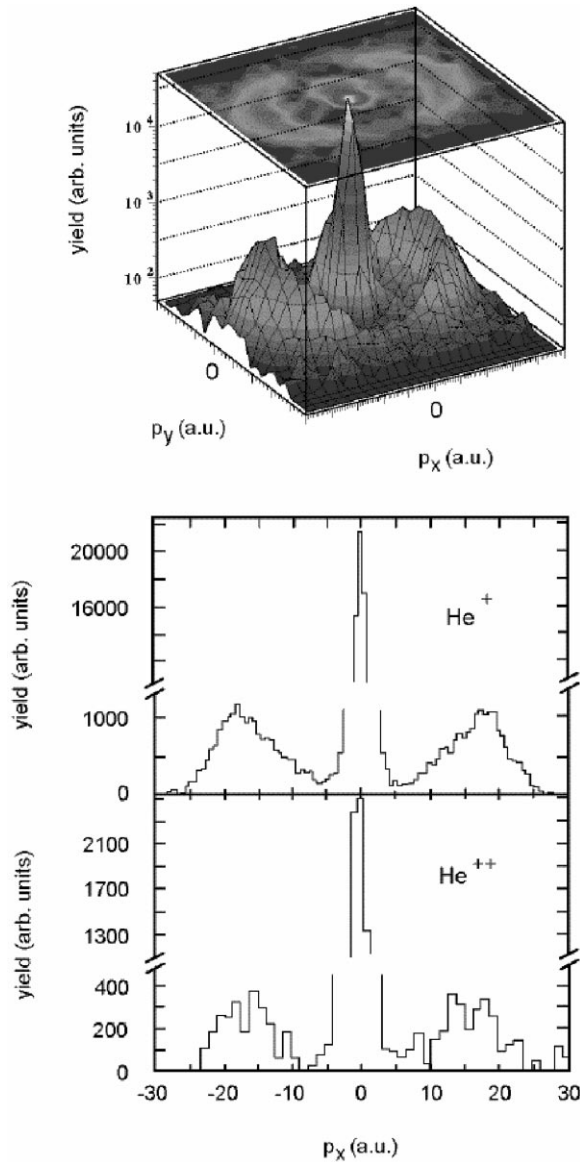 yield (arb. units)
10⁴
10³
10²
0
p_y (a.u.)
0
p_x (a.u.)
yield (arb. units)
20000
16000
1000
0
He⁺
yield (arb. units)
2100
1700
1300
400
200
0
He⁺⁺
-30 -20 -10 0 10 20 30
p_x (a.u.)